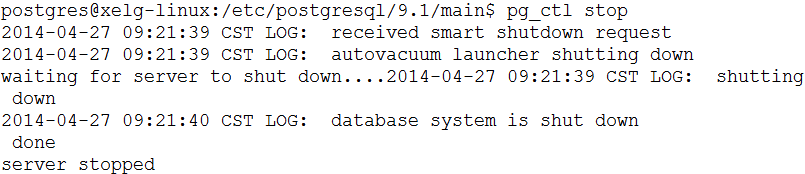 postgres@xelg-linux:/etc/postgresql/9.1/main$ pg_ctl stop
2014-04-27 09:21:39 CST LOG:  received smart shutdown request
2014-04-27 09:21:39 CST LOG:  autovacuum launcher shutting down
waiting for server to shut down....2014-04-27 09:21:39 CST LOG:  shutting
 down
2014-04-27 09:21:40 CST LOG:  database system is shut down
 done
server stopped